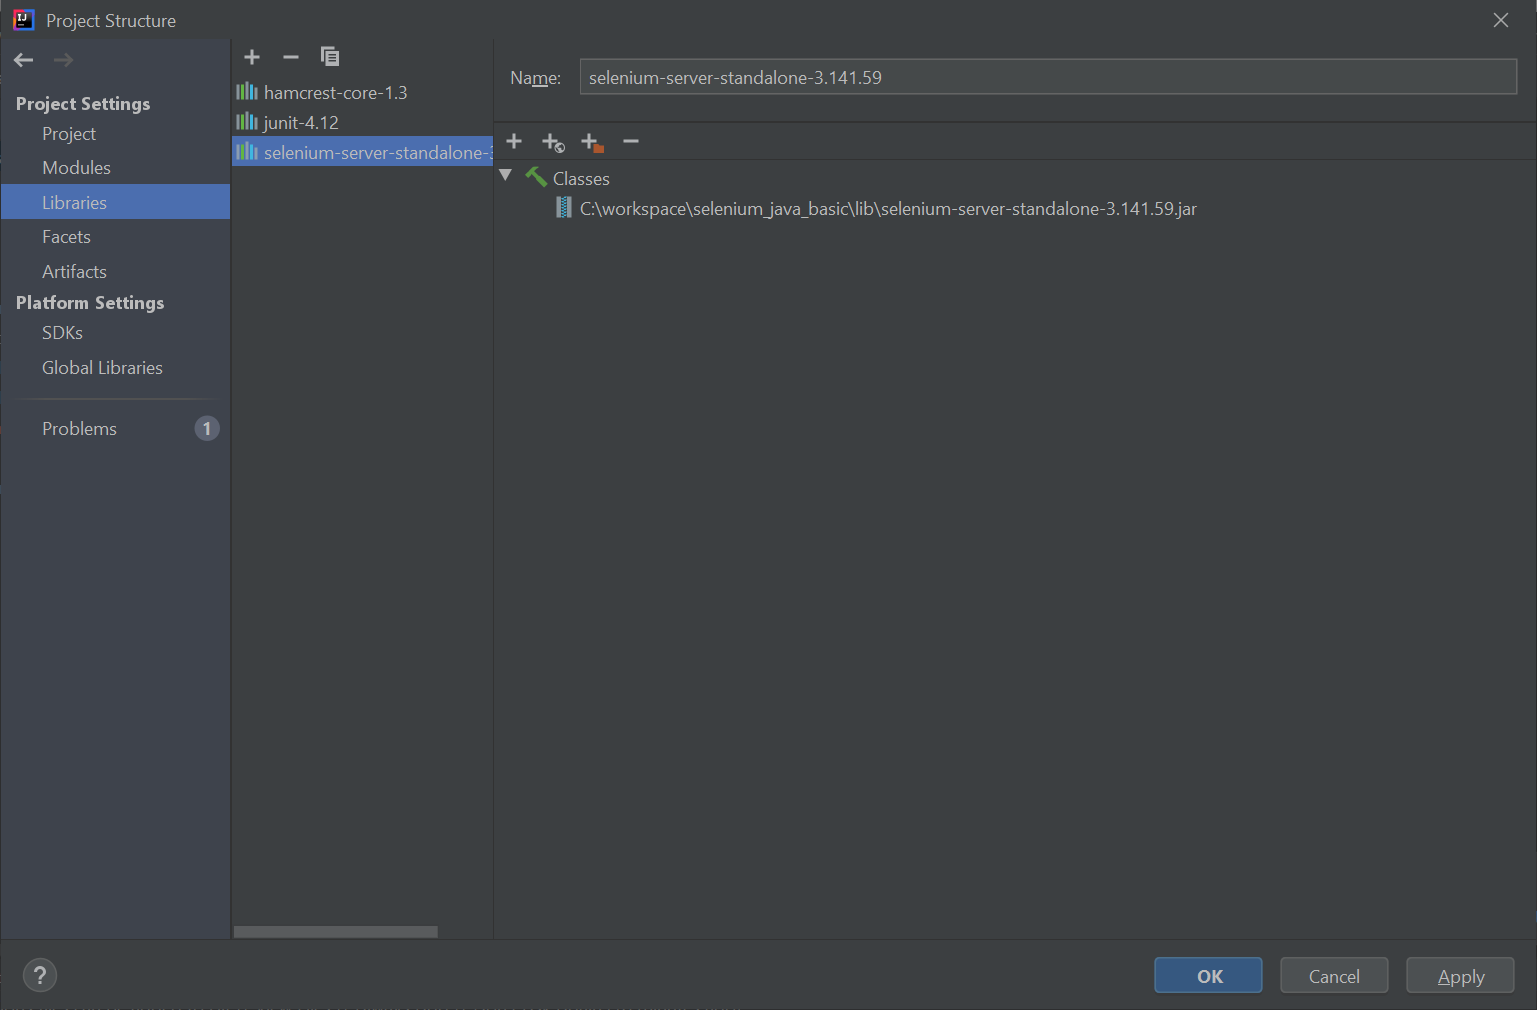 Project Structure
Project Settings
Project
Modules
Libraries
Facets
Artifacts
Platform Settings
SDKs
Global Libraries
Problems 1
hamcrest-core-1.3
junit-4.12
selenium-server-standalone-
Name: selenium-server-standalone-3.141.59
Classes
C:\workspace\selenium_java_basic\lib\selenium-server-standalone-3.141.59.jar
?
OK Cancel Apply